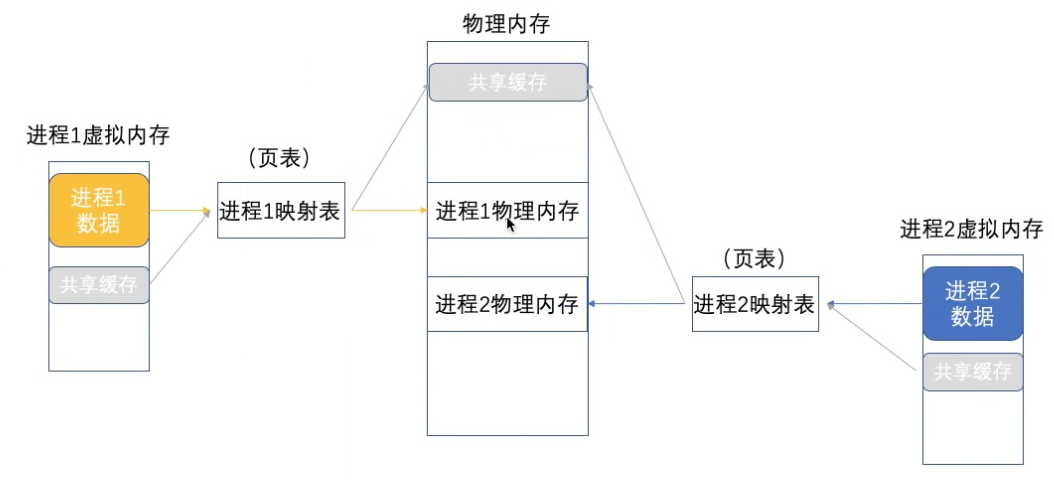 物理内存
共享缓存
进程1虚拟内存
（页表）
进程1
数据
进程1映射表
进程1物理内存
共享缓存
进程2虚拟内存
（页表）
进程2物理内存
进程2映射表
进程2
数据
共享缓存